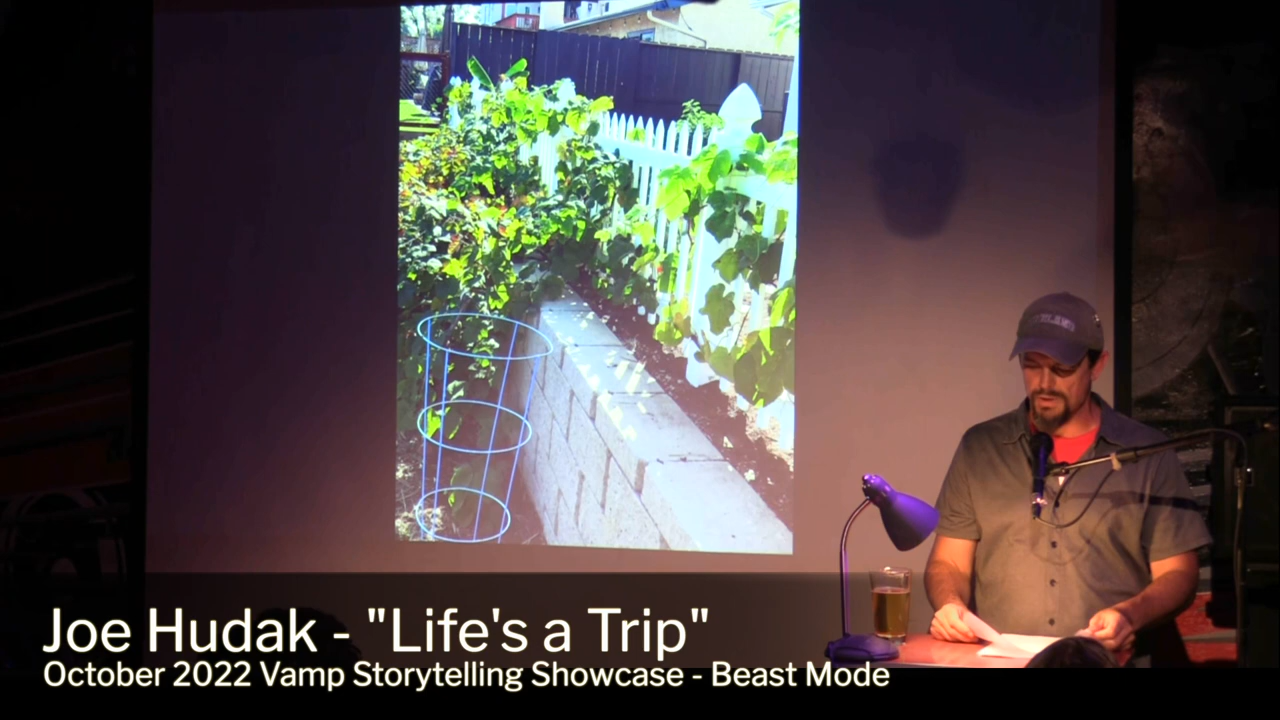 Joe Hudak - "Life's a Trip"
October 2022 Vamp Storytelling Showcase - Beast Mode